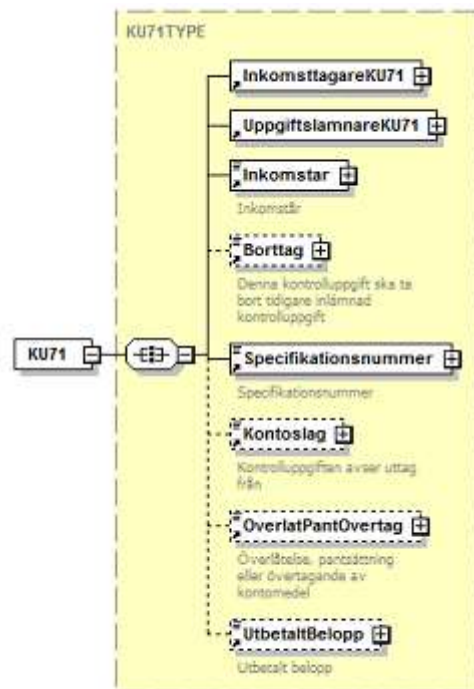 KU71TYPE
InkomsttagareKU71
UppgiftslamnareKU71
Inkomstar
Inkomstår
Borttag
Denna kontrolluppgift ska ta
bort tidigare inlämnad
kontrolluppgift
KU71
Specifikationsnummer
Specifikationsnummer
Kontoslag
Kontrolluppgiften avser uttag
från
OverlatPantOvertag
Överlåtelse, pantsättning
eller övertagande av
kontomedel
UtbetaltBelopp
Utbetalt belopp